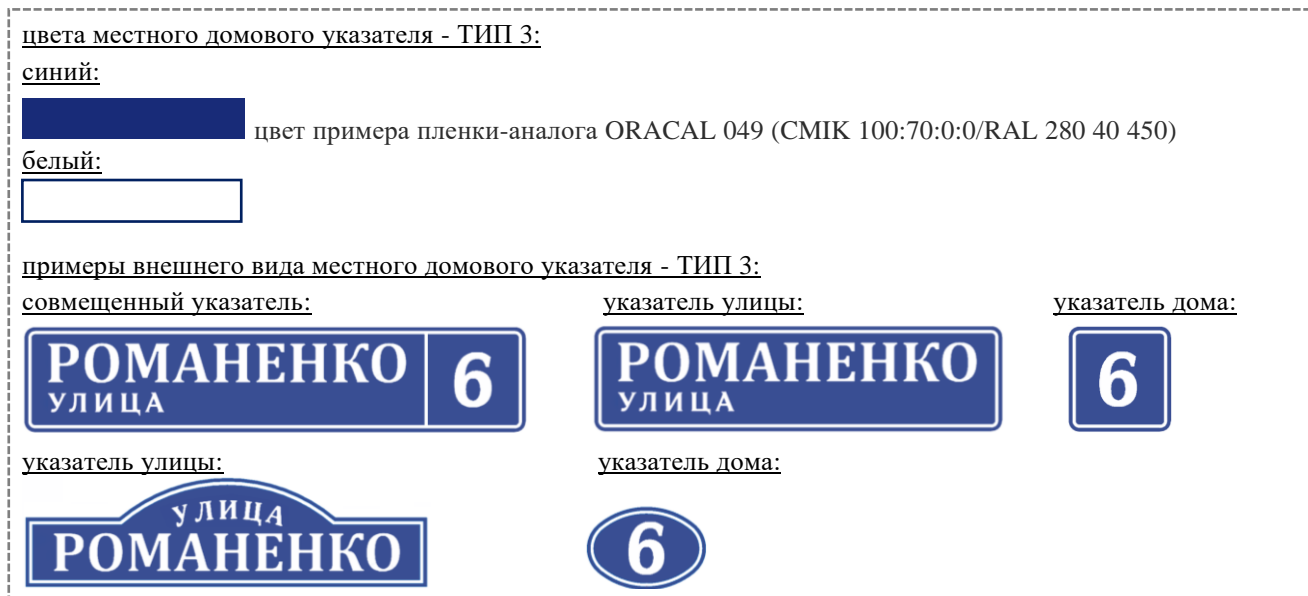 цвета местного домового указателя - ТИП 3:
синий:
цвет примера пленки-аналога ORACAL 049 (CMIK 100:70:0:0/RAL 280 40 450)
белый:
примеры внешнего вида местного домового указателя - ТИП 3:
совмещенный указатель: указатель улицы: указатель дома:
РОМАНЕНКО 6 РОМАНЕНКО 6
УЛИЦА УЛИЦА
указатель улицы: указатель дома:
УЛИЦА
РОМАНЕНКО 6